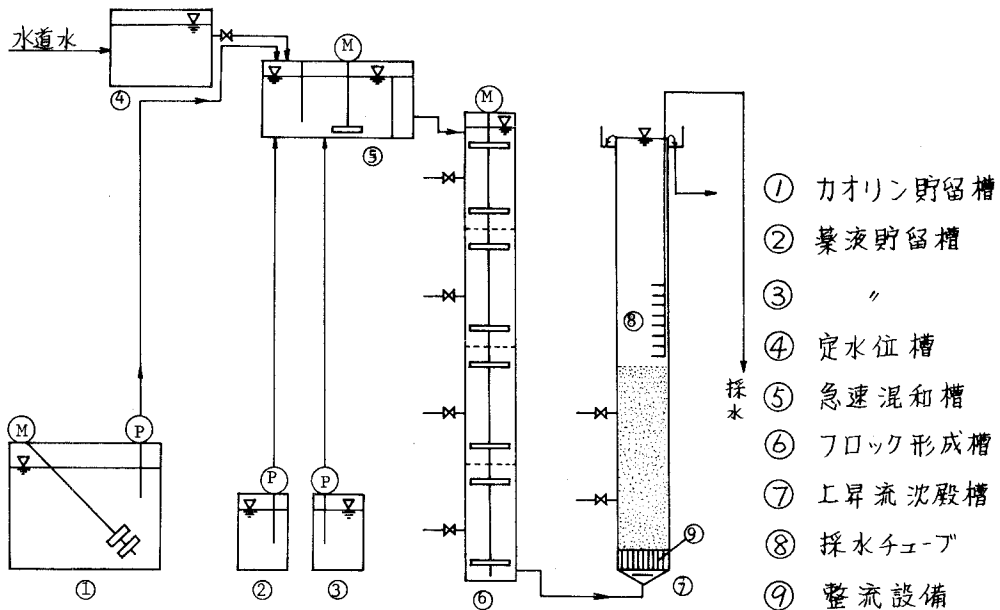 水道水
④
M
⑤
M
⑥
P
M
①
P
②
P
③
⑧
⑨
⑦
採水
① カオリン貯留槽
② 薬液貯留槽
③ 〃
④ 定水位槽
⑤ 急速混和槽
⑥ フロック形成槽
⑦ 上昇流沈殿槽
⑧ 採水チューブ
⑨ 整流設備